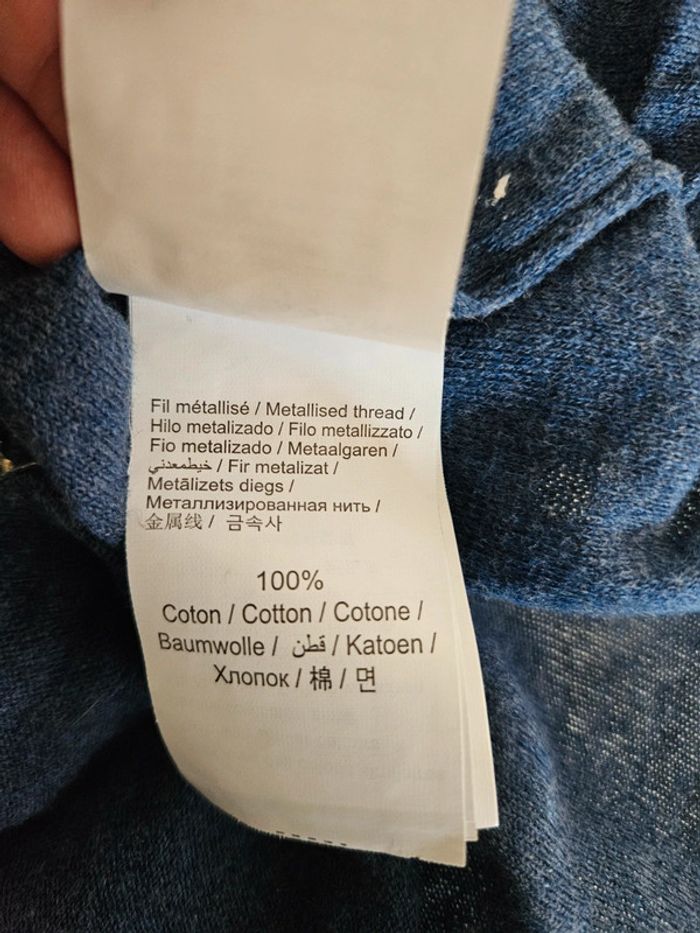 Fil métallisé / Metallised thread /
Hilo metalizado / Filo metallizzato /
Fio metalizado / Metaalgaren /
خيطمعدني / Fir metalizat /
Metālizets diegs /
Металлизированная нить /
金属线 / 금속사
100%
Coton / Cotton / Cotone /
Baumwolle / قطن / Katoen /
Хлопок / 棉 / 면